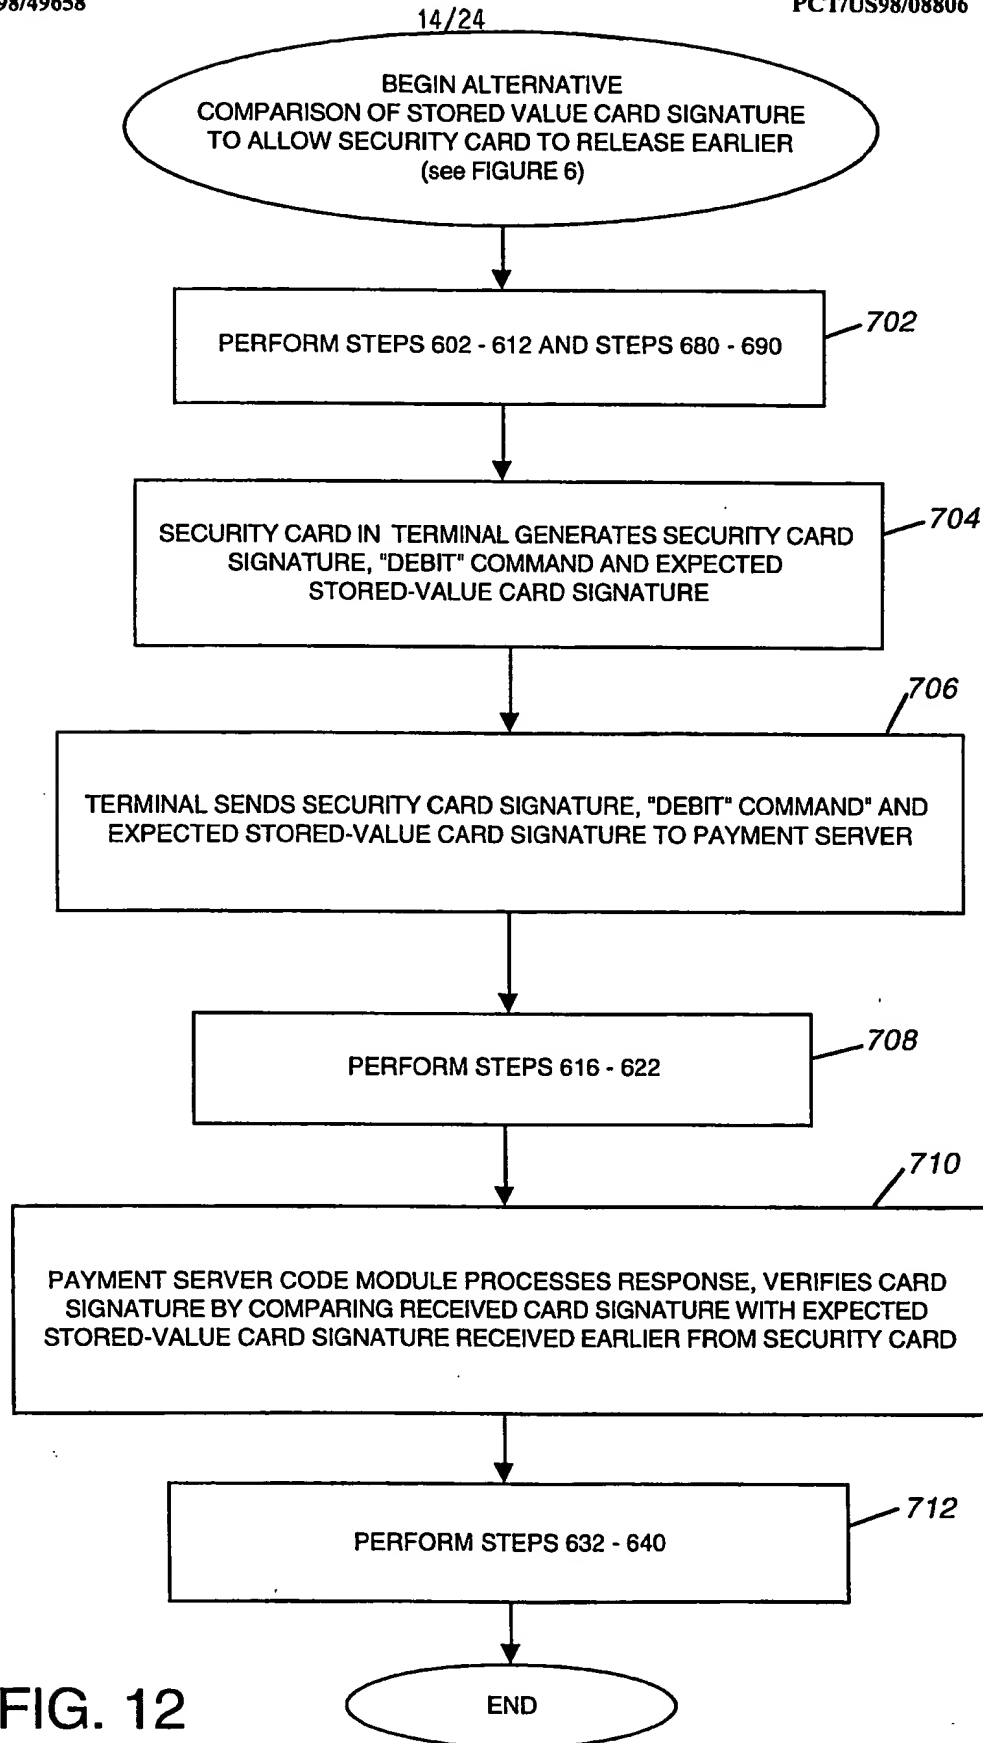 98/49658
PCT/US98/08806
14/24
BEGIN ALTERNATIVE
COMPARISON OF STORED VALUE CARD SIGNATURE
TO ALLOW SECURITY CARD TO RELEASE EARLIER
(see FIGURE 6)
702
PERFORM STEPS 602 - 612 AND STEPS 680 - 690
704
SECURITY CARD IN TERMINAL GENERATES SECURITY CARD
SIGNATURE, "DEBIT" COMMAND AND EXPECTED
STORED-VALUE CARD SIGNATURE
706
TERMINAL SENDS SECURITY CARD SIGNATURE, "DEBIT" COMMAND" AND
EXPECTED STORED-VALUE CARD SIGNATURE TO PAYMENT SERVER
708
PERFORM STEPS 616 - 622
710
PAYMENT SERVER CODE MODULE PROCESSES RESPONSE, VERIFIES CARD
SIGNATURE BY COMPARING RECEIVED CARD SIGNATURE WITH EXPECTED
STORED-VALUE CARD SIGNATURE RECEIVED EARLIER FROM SECURITY CARD
712
PERFORM STEPS 632 - 640
END
FIG. 12